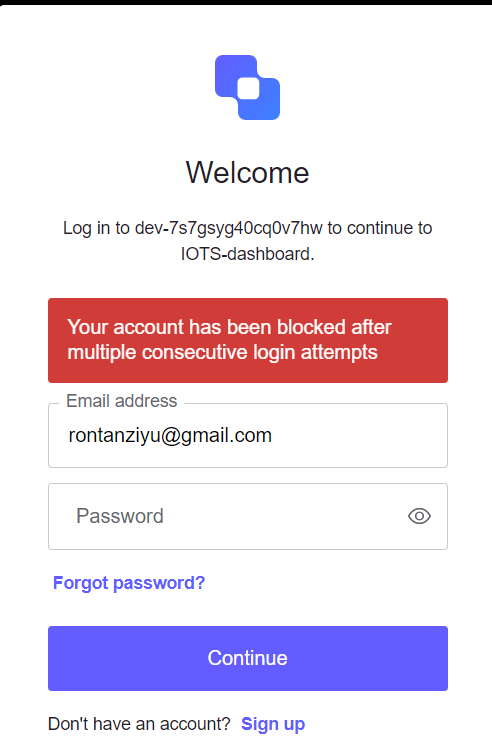 Welcome
Log in to dev-7s7gsyg40cq0v7hw to continue to
IOTS-dashboard.
Your account has been blocked after
multiple consecutive login attempts
Email address
rontanziyu@gmail.com
Password
Forgot password?
Continue
Don't have an account? Sign up